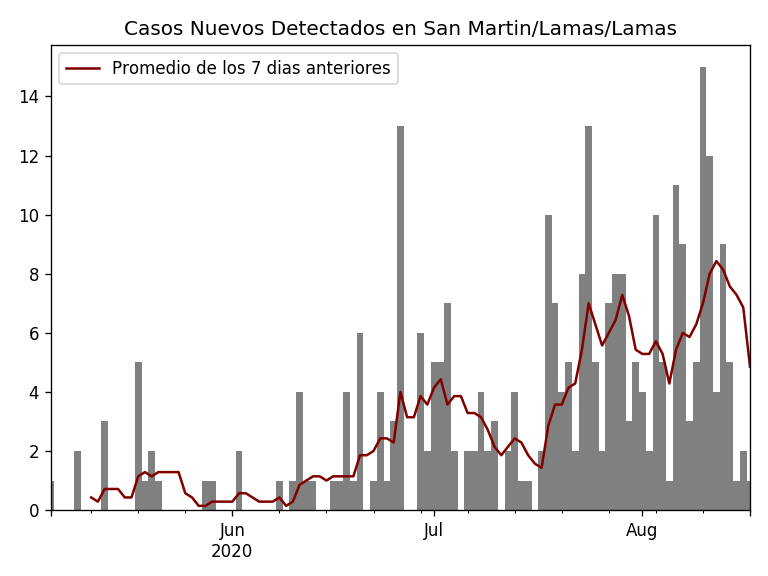 Casos Nuevos Detectados en San Martin/Lamas/Lamas
Promedio de los 7 dias anteriores
14
12
10
8
6
4
2
0
Jun
2020
Jul
Aug